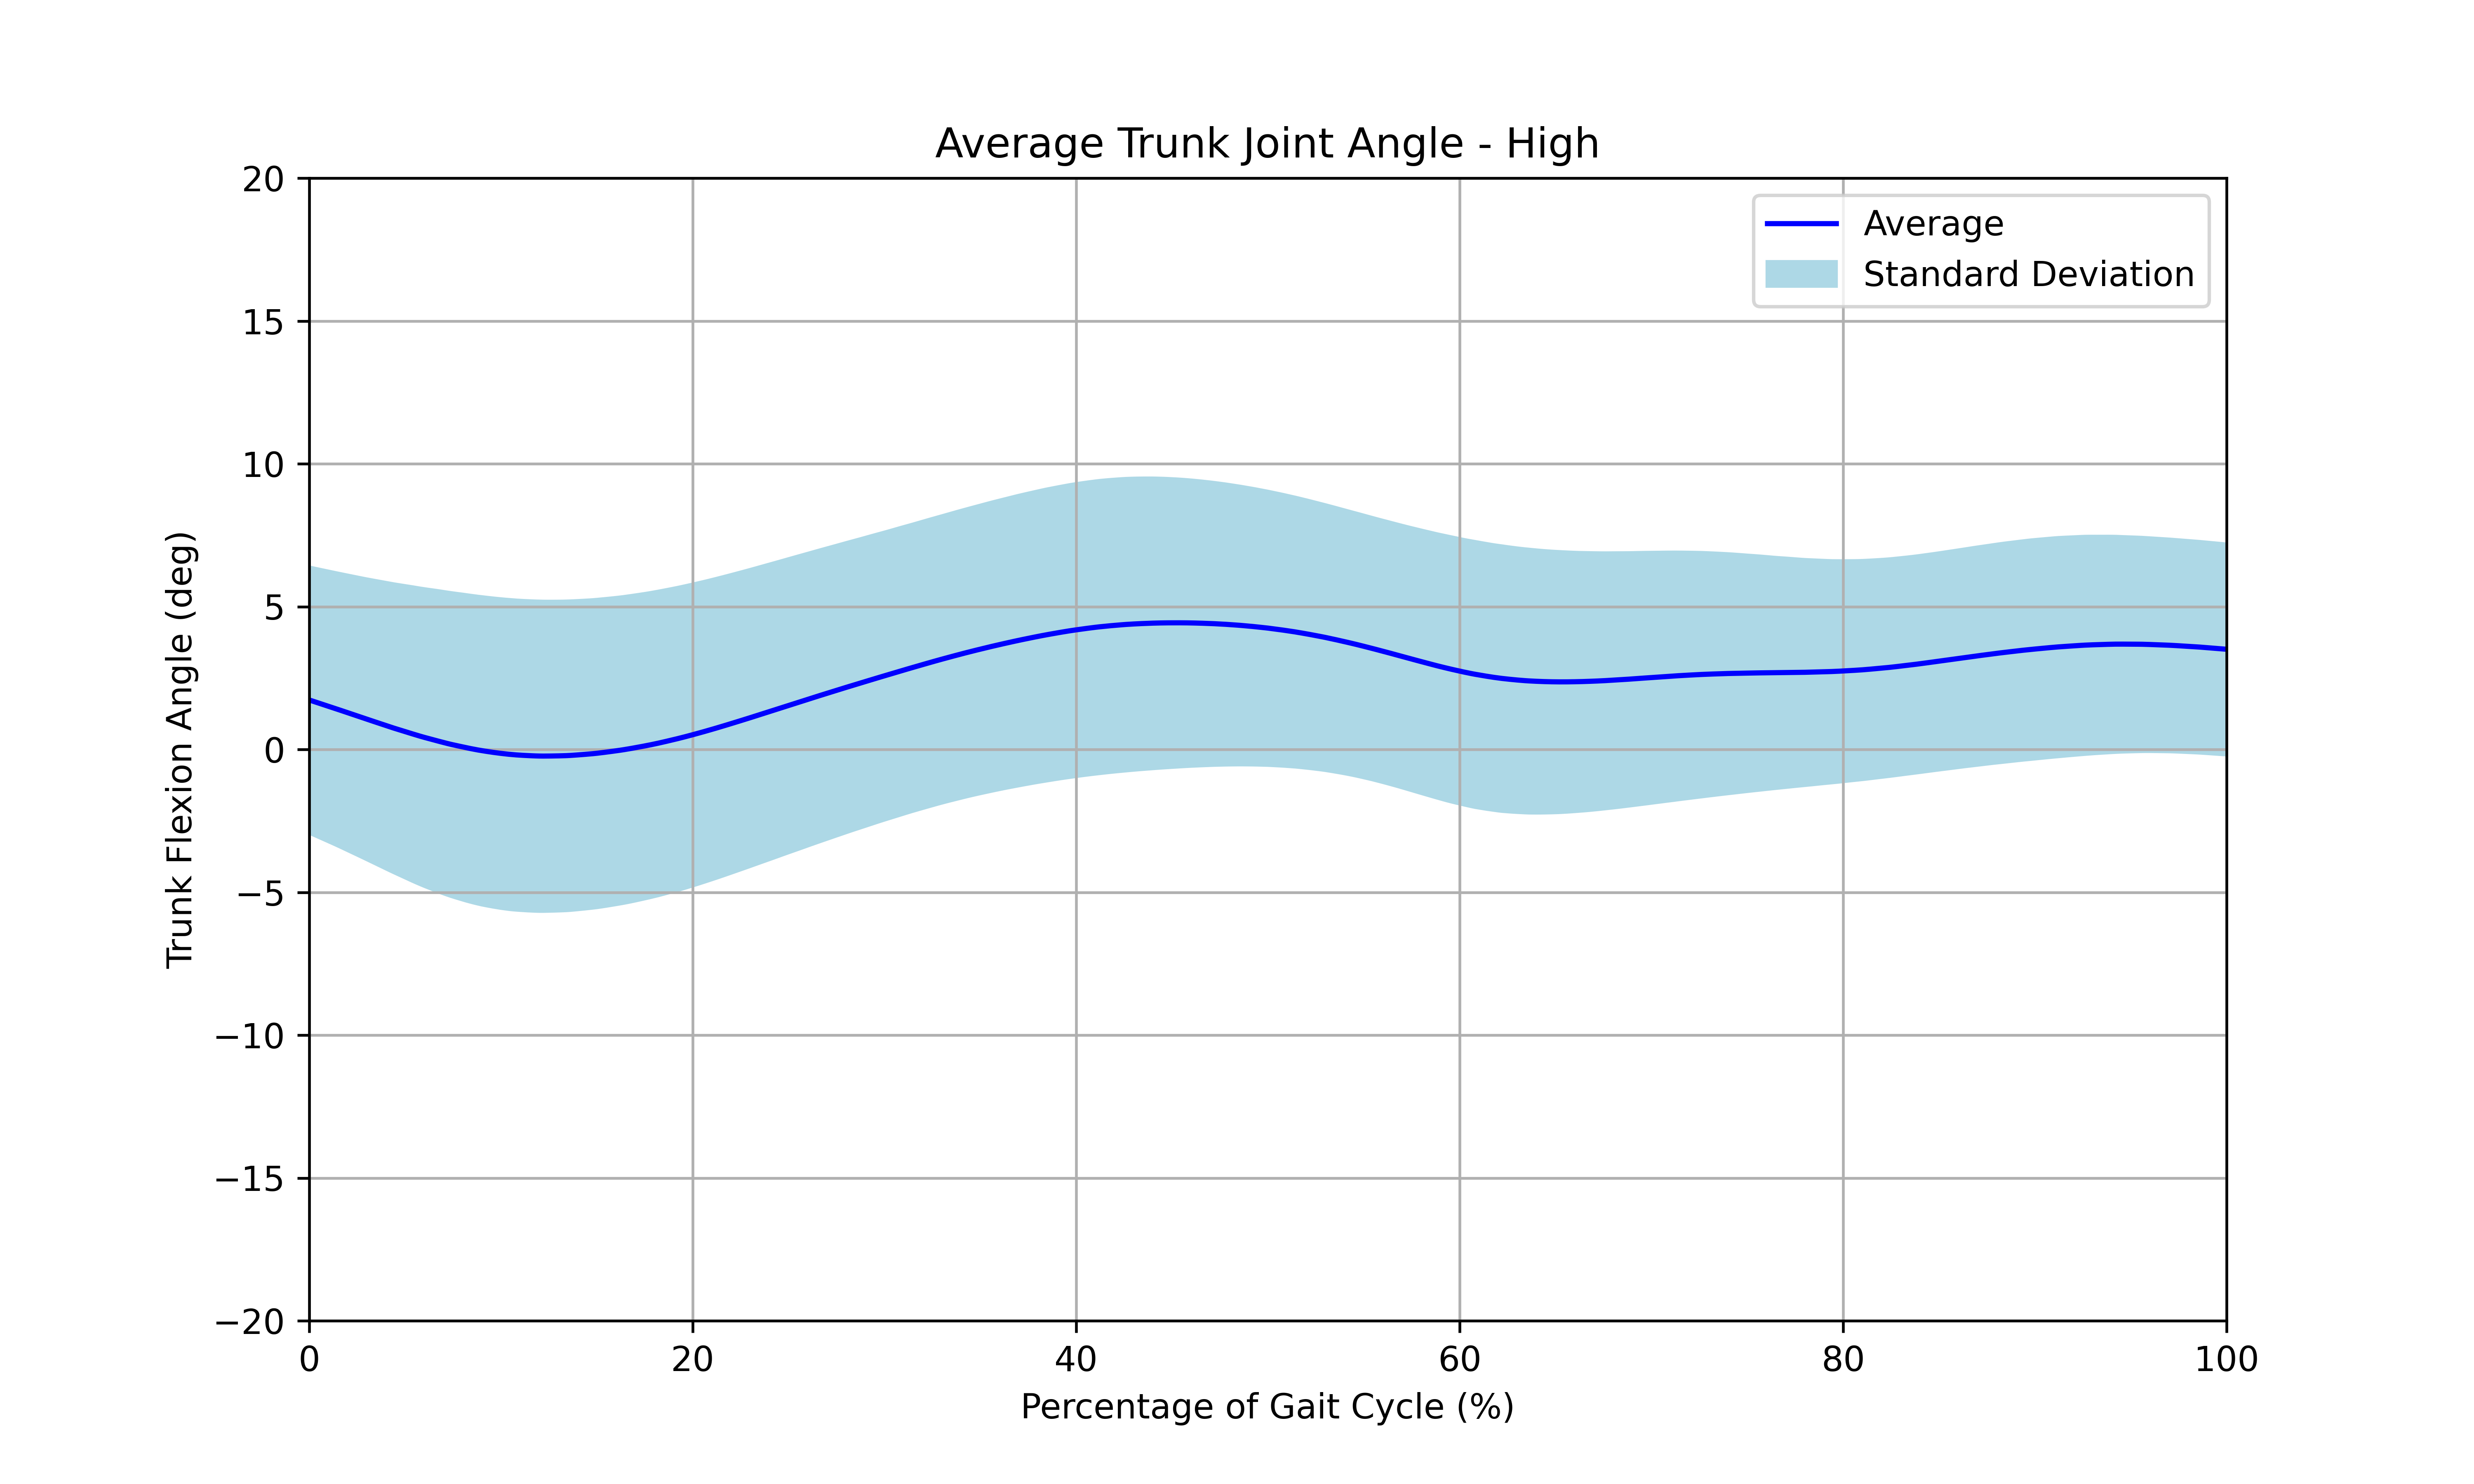 Average Trunk Joint Angle - High
Average
Standard Deviation
20
15
10
5
0
−5
−10
−15
−20
Trunk Flexion Angle (deg)
0 20 40 60 80 100
Percentage of Gait Cycle (%)